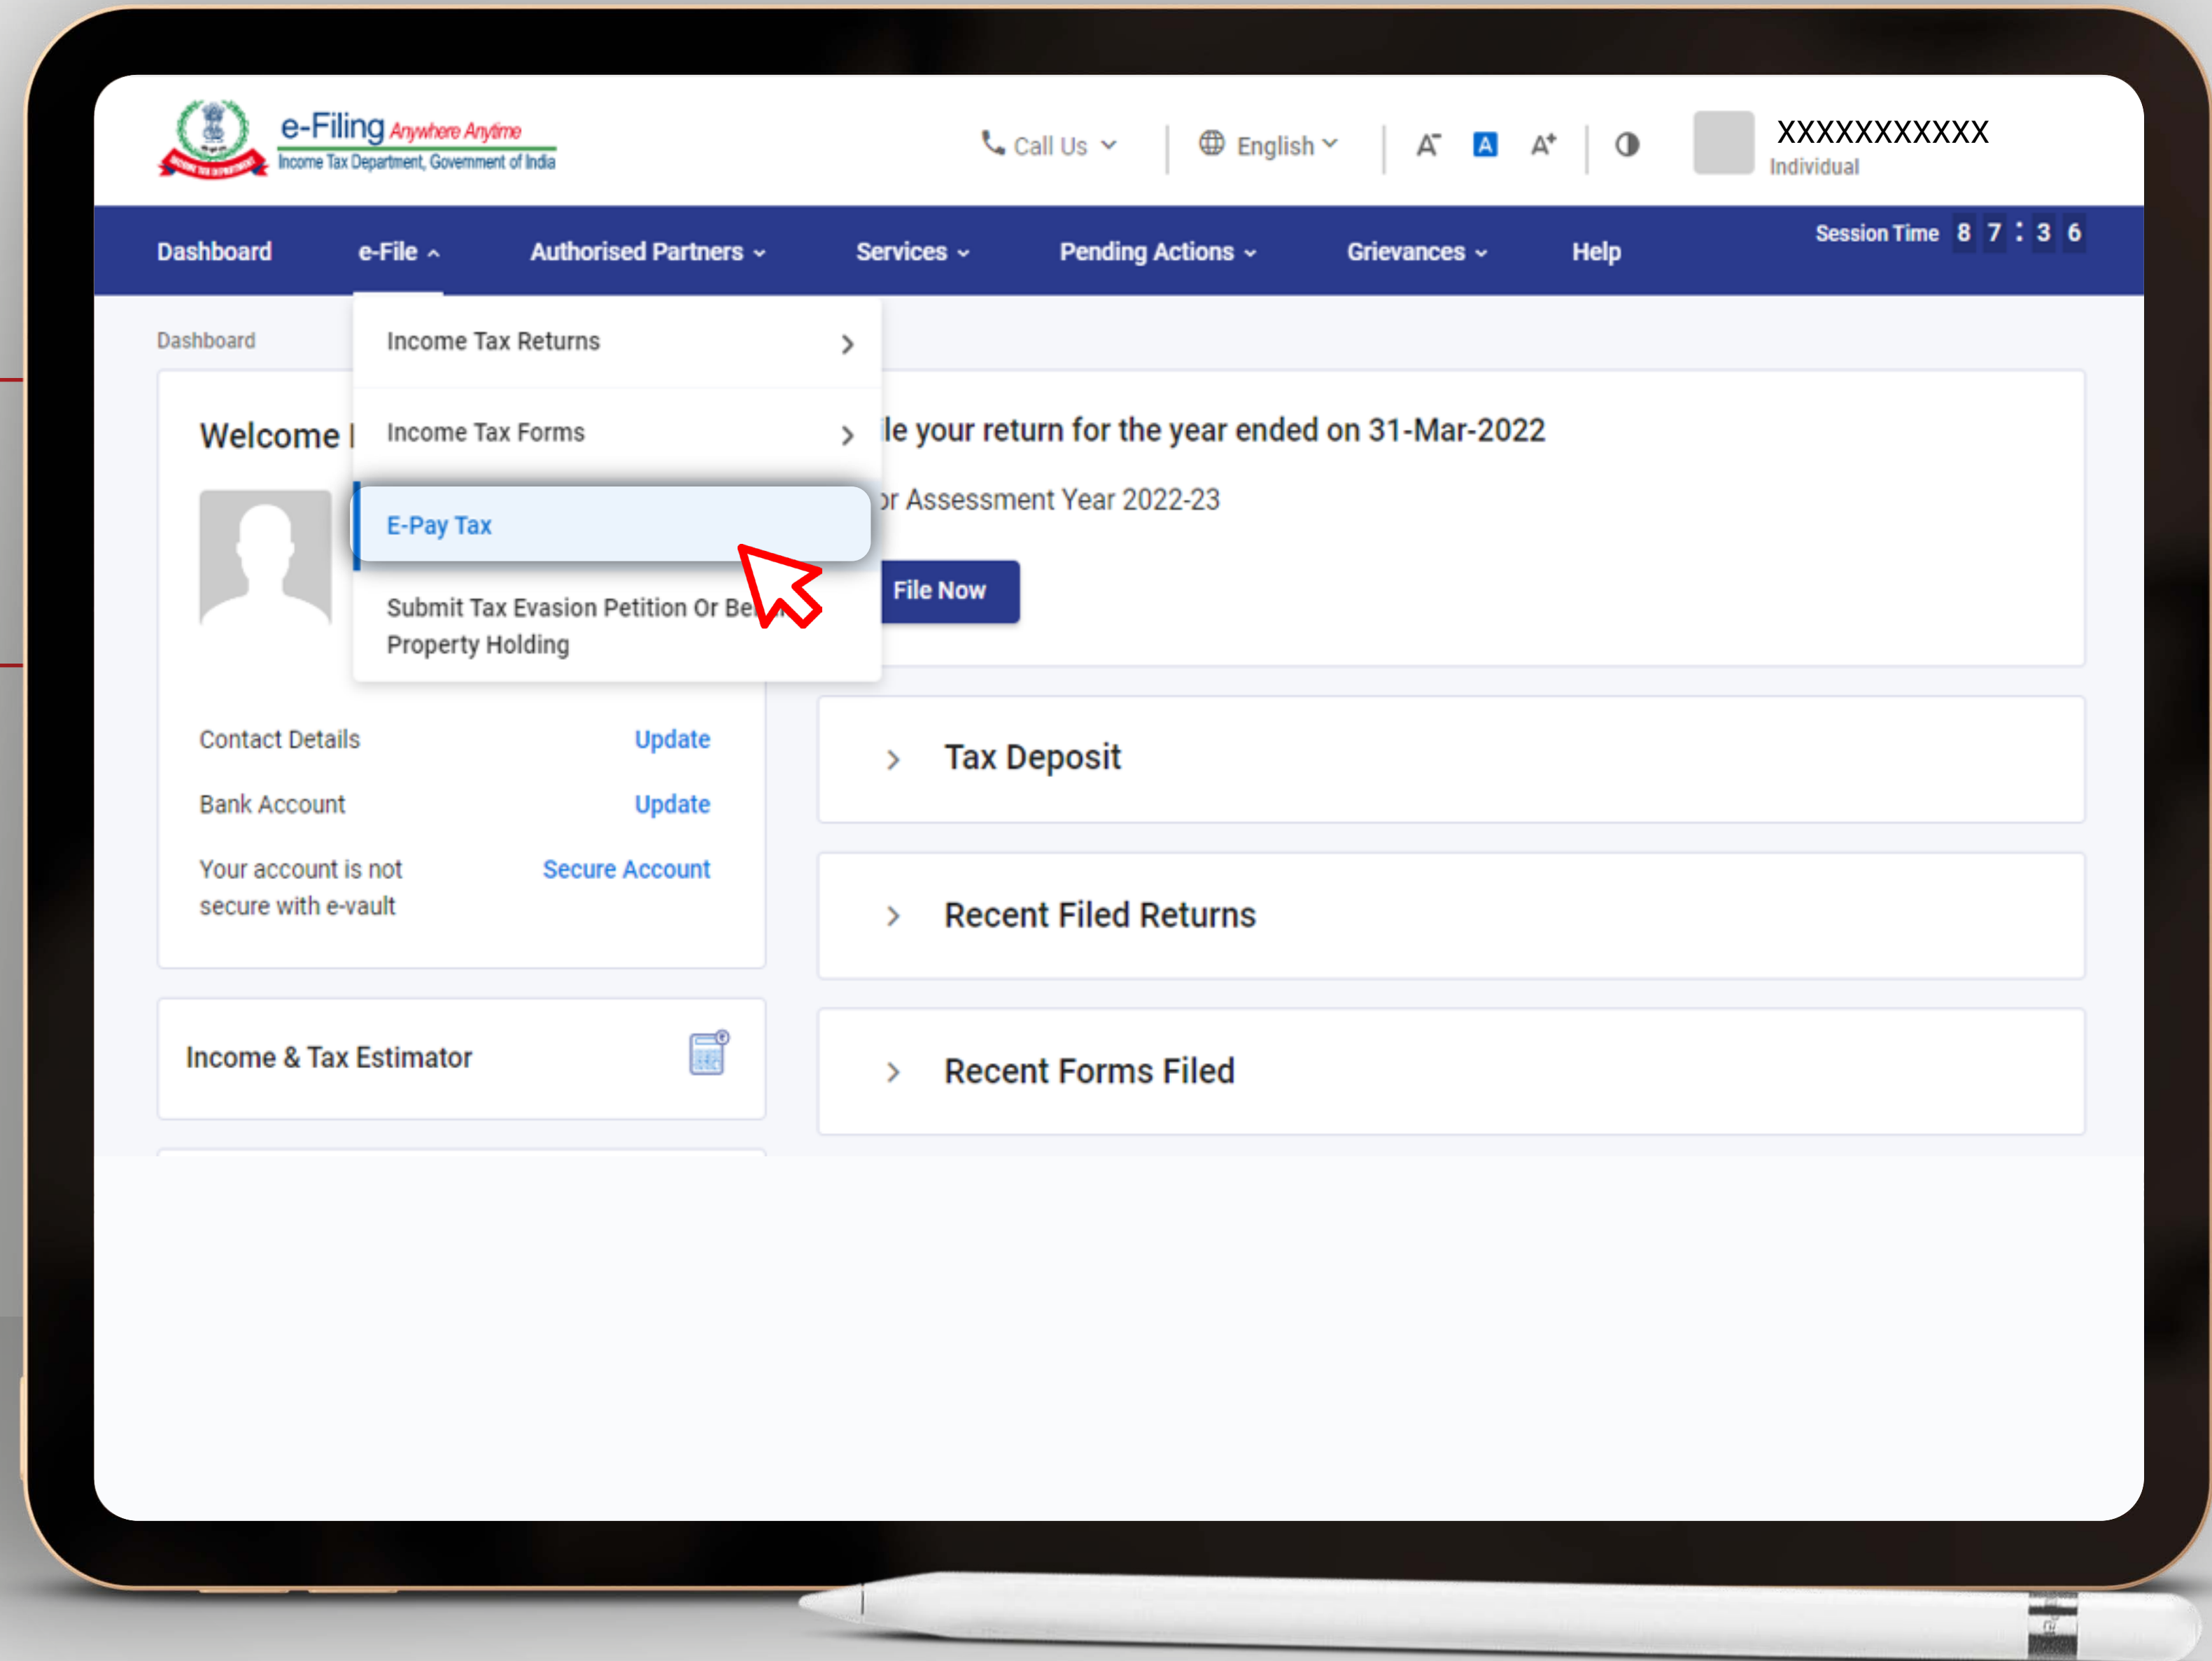 e-Filing Anywhere Anytime
Income Tax Department, Government of India
Call Us
English
A- A A+
XXXXXXXXXXX
Individual
Dashboard e-File Authorised Partners Services Pending Actions Grievances Help
Session Time 8 7 : 3 6
Dashboard
Income Tax Returns
Income Tax Forms
E-Pay Tax
Submit Tax Evasion Petition Or
Property Holding
Welcome
le your return for the year ended on 31-Mar-2022
or Assessment Year 2022-23
File Now
Contact Details Update
Bank Account Update
Your account is not Secure Account
secure with e-vault
Income & Tax Estimator
Tax Deposit
Recent Filed Returns
Recent Forms Filed